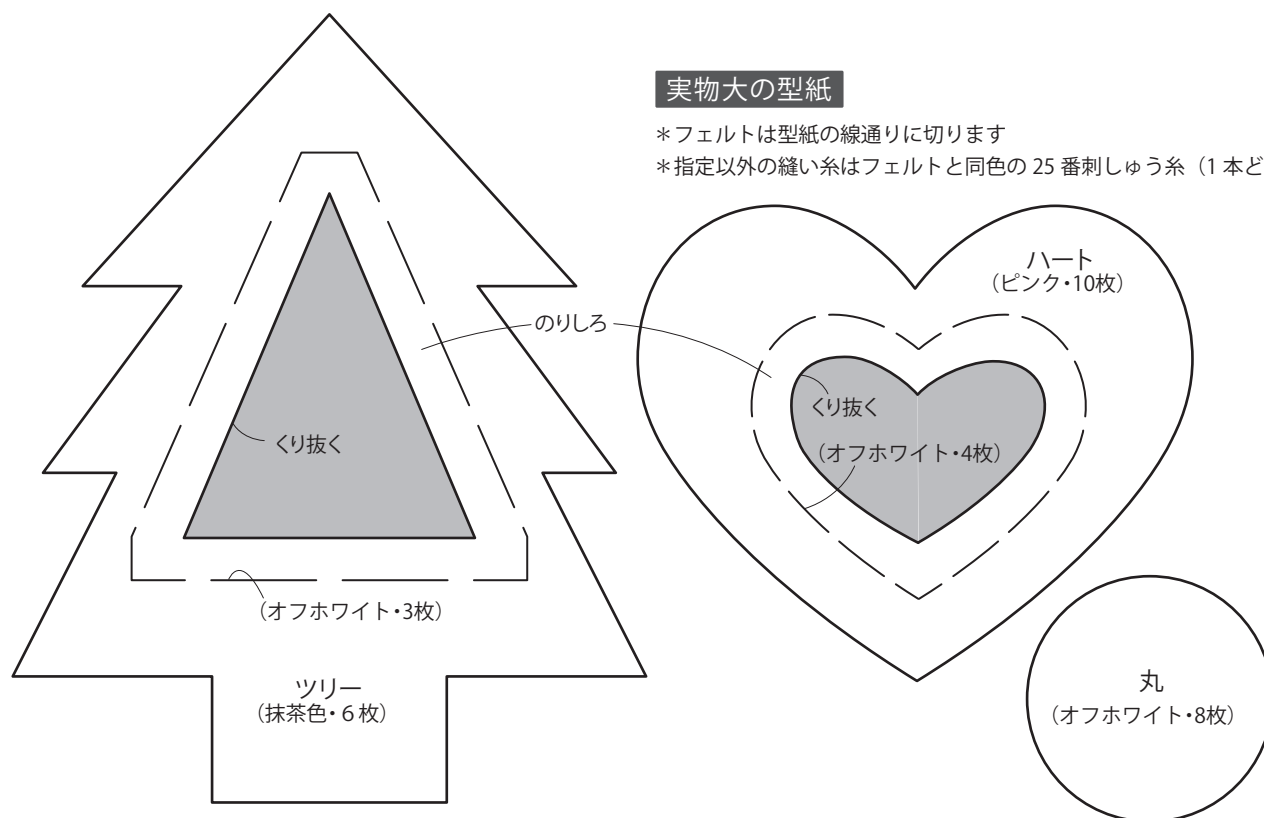 実物大の型紙
＊フェルトは型紙の線通りに切ります
＊指定以外の縫い糸はフェルトと同色の 25 番刺しゅう糸（1 本ど
ハート
（ピンク・10枚）
のりしろ
くり抜く
くり抜く
（オフホワイト・4枚）
（オフホワイト・3枚）
ツリー
（抹茶色・6 枚）
丸
（オフホワイト・8枚）